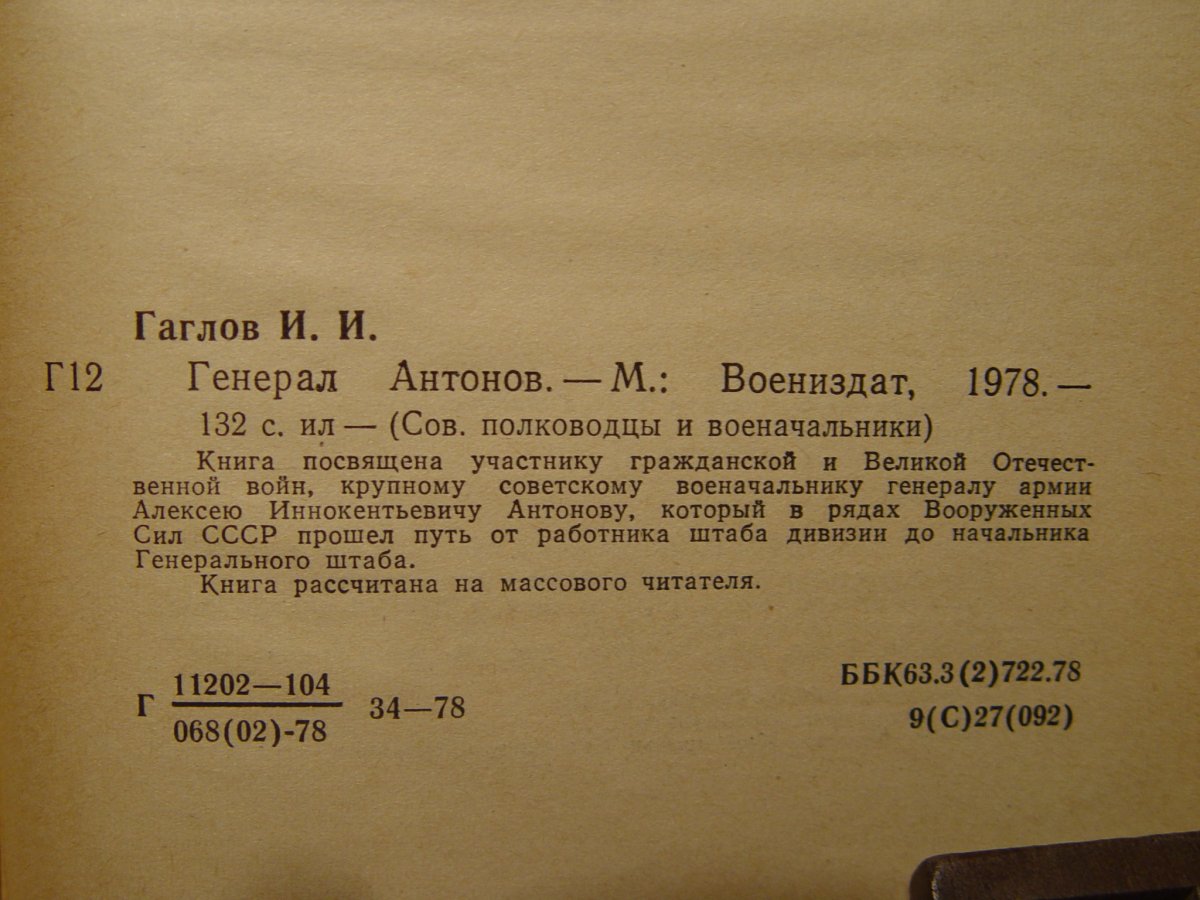 Гаглов И. И.
Г12 Генерал Антонов. — М.: Воениздат, 1978. —
132 с. ил — (Сов. полководцы и военачальники)
Книга посвящена участнику гражданской и Великой Отечест-
венной войн, крупному советскому военачальнику генералу армии
Алексею Иннокентьевичу Антонову, который в рядах Вооруженных
Сил СССР прошел путь от работника штаба дивизии до начальника
Генерального штаба.
Книга рассчитана на массового читателя.
Г 11202—104 34—78
068(02)-78
ББК63.3(2)722.78
9(С)27(092)